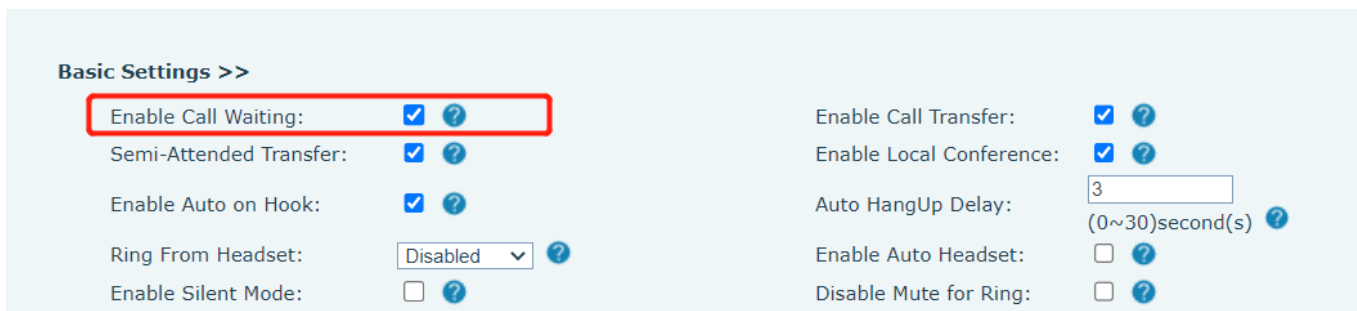 Basic Settings >>
Enable Call Waiting: ? Enable Call Transfer: ?
Semi-Attended Transfer: ? Enable Local Conference: ?
Enable Auto on Hook: ? Auto HangUp Delay: 3
(0~30)second(s) ?
Ring From Headset: Disabled ? Enable Auto Headset: ?
Enable Silent Mode: ? Disable Mute for Ring: ?